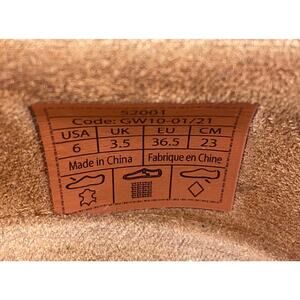 52001
Code: GW10-01/21
USA UK EU CM
6 3.5 36.5 23
Made in China Fabrique en Chine